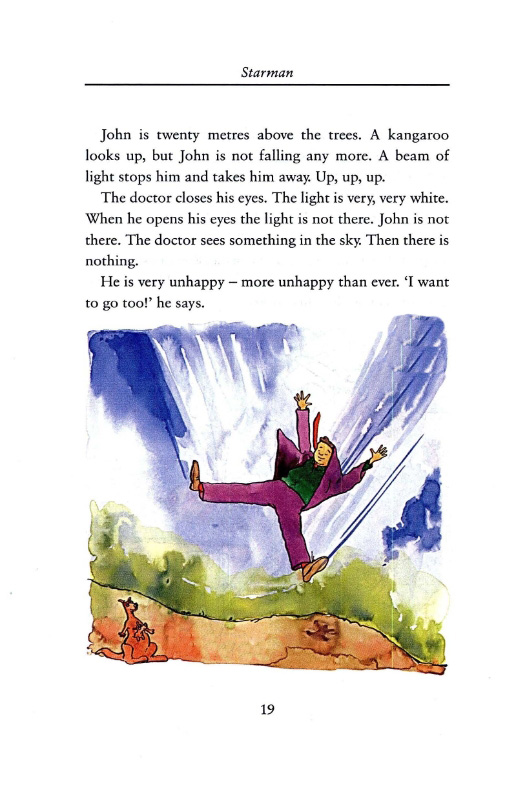 Starman
John is twenty metres above the trees. A kangaroo
looks up, but John is not falling any more. A beam of
light stops him and takes him away. Up, up, up.
The doctor closes his eyes. The light is very, very white.
When he opens his eyes the light is not there. John is not
there. The doctor sees something in the sky. Then there is
nothing.
He is very unhappy – more unhappy than ever. ‘I want
to go too!’ he says.
19